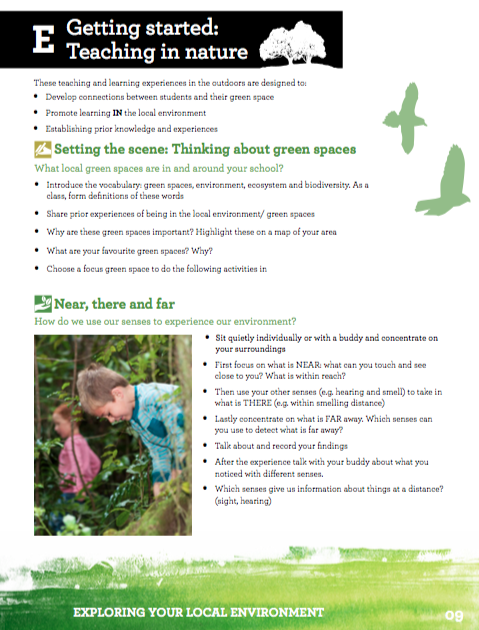 E
Getting started:
Teaching in nature
These teaching and learning experiences in the outdoors are designed to:
• Develop connections between students and their green space
• Promote learning IN the local environment
• Establishing prior knowledge and experiences
Setting the scene: Thinking about green spaces
What local green spaces are in and around your school?
• Introduce the vocabulary: green spaces, environment, ecosystem and biodiversity. As a
class, form definitions of these words
• Share prior experiences of being in the local environment/ green spaces
• Why are these green spaces important? Highlight these on a map of your area
• What are your favourite green spaces? Why?
• Choose a focus green space to do the following activities in
Near, there and far
How do we use our senses to experience our environment?
• Sit quietly individually or with a buddy and concentrate on
your surroundings
• First focus on what is NEAR: what can you touch and see
close to you? What is within reach?
• Then use your other senses (e.g. hearing and smell) to take in
what is THERE (e.g. within smelling distance)
• Lastly concentrate on what is FAR away. Which senses can
you use to detect what is far away?
• Talk about and record your findings
• After the experience talk with your buddy about what you
noticed with different senses.
• Which senses give us information about things at a distance?
(sight, hearing)
EXPLORING YOUR LOCAL ENVIRONMENT
09